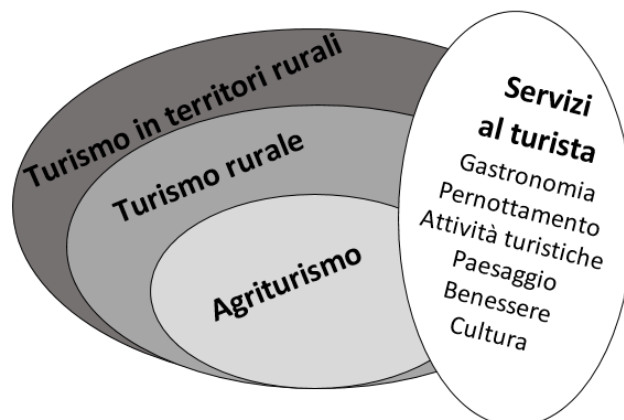 Turismo in territori rurali
Turismo rurale
Agriturismo
Servizi
al turista
Gastronomia
Pernottamento
Attività turistiche
Paesaggio
Benessere
Cultura